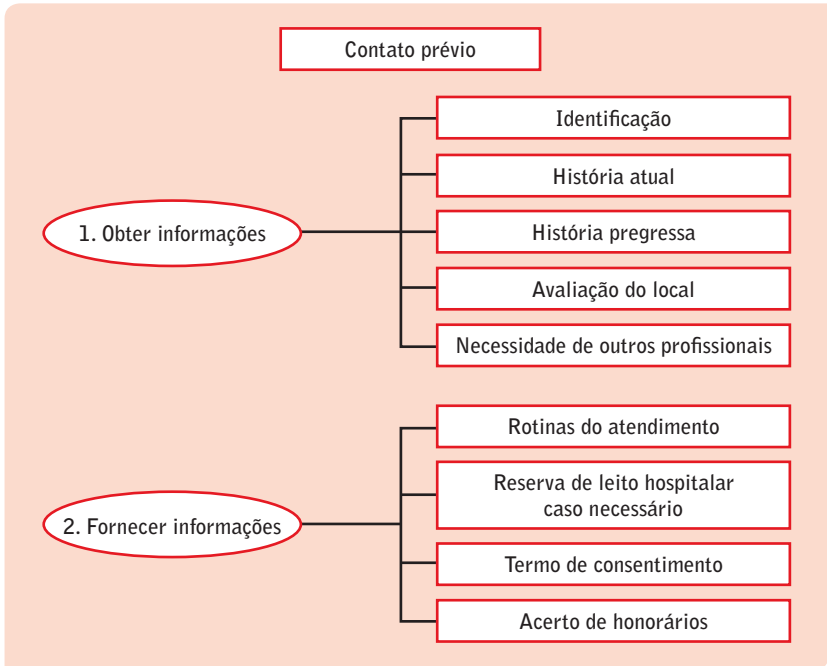 Contato prévio
1. Obter informações
Identificação
História atual
História pregressa
Avaliação do local
Necessidade de outros profissionais
2. Fornecer informações
Rotinas do atendimento
Reserva de leito hospitalar
caso necessário
Termo de consentimento
Acerto de honorários